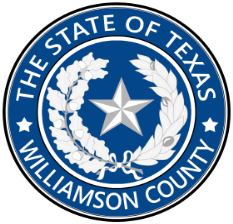 THE STATE OF TEXAS
WILLIAMSON COUNTY